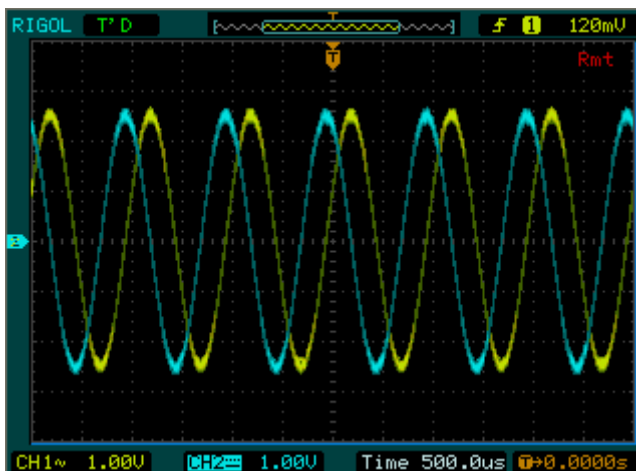 RIGOL T'D T 1 120mV
T Rmt
CH1~ 1.00V CH2 1.00V Time 500.0us T→0.0000s